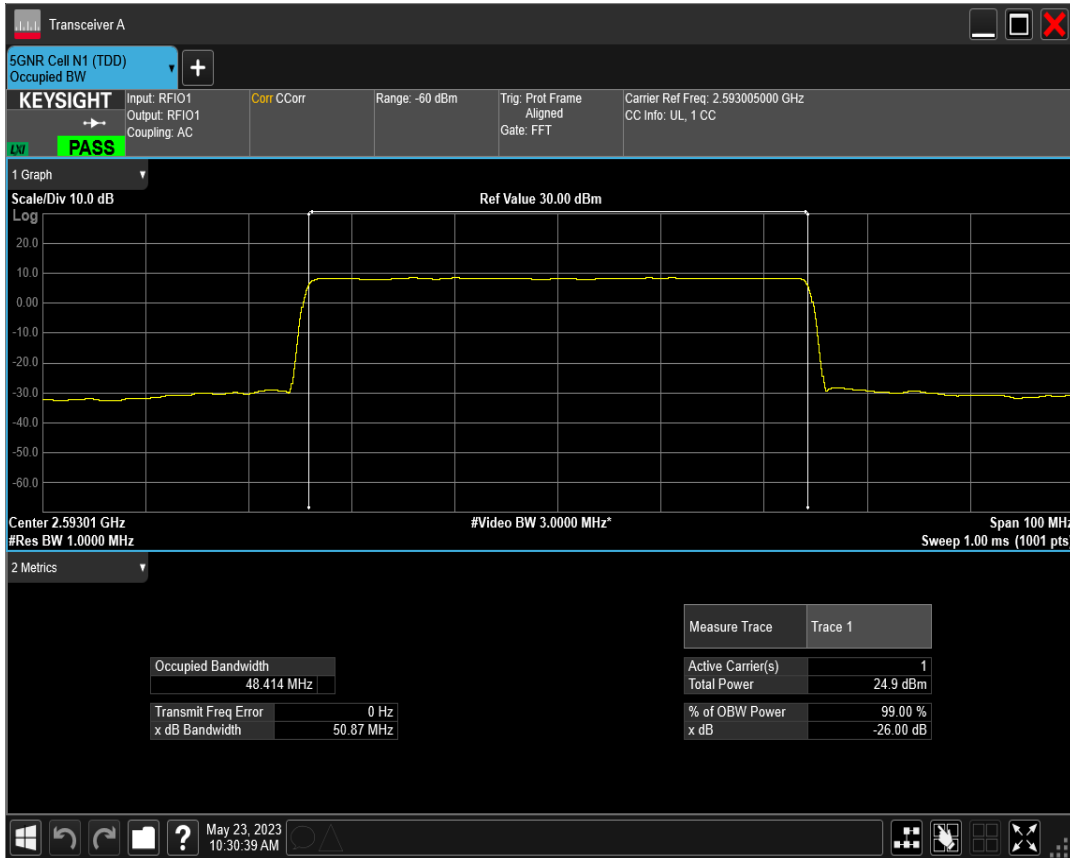 Transceiver A
5GNR Cell N1 (TDD)
Occupied BW
+
KEYSIGHT
LXI
PASS
Input: RFIO1
Output: RFIO1
Coupling: AC
Corr CCorr
Range: -60 dBm
Trig: Prot Frame
Aligned
Gate: FFT
Carrier Ref Freq: 2.593005000 GHz
CC Info: UL, 1 CC
1 Graph
Scale/Div 10.0 dB
Ref Value 30.00 dBm
Log
20.0
10.0
0.00
-10.0
-20.0
-30.0
-40.0
-50.0
-60.0
Center 2.59301 GHz
#Video BW 3.0000 MHz*
Span 100 MHz
#Res BW 1.0000 MHz
Sweep 1.00 ms (1001 pts)
2 Metrics
Measure Trace Trace 1
Occupied Bandwidth
48.414 MHz
Active Carrier(s) 1
Total Power 24.9 dBm
Transmit Freq Error 0 Hz
x dB Bandwidth 50.87 MHz
% of OBW Power 99.00 %
x dB -26.00 dB
?
May 23, 2023
10:30:39 AM